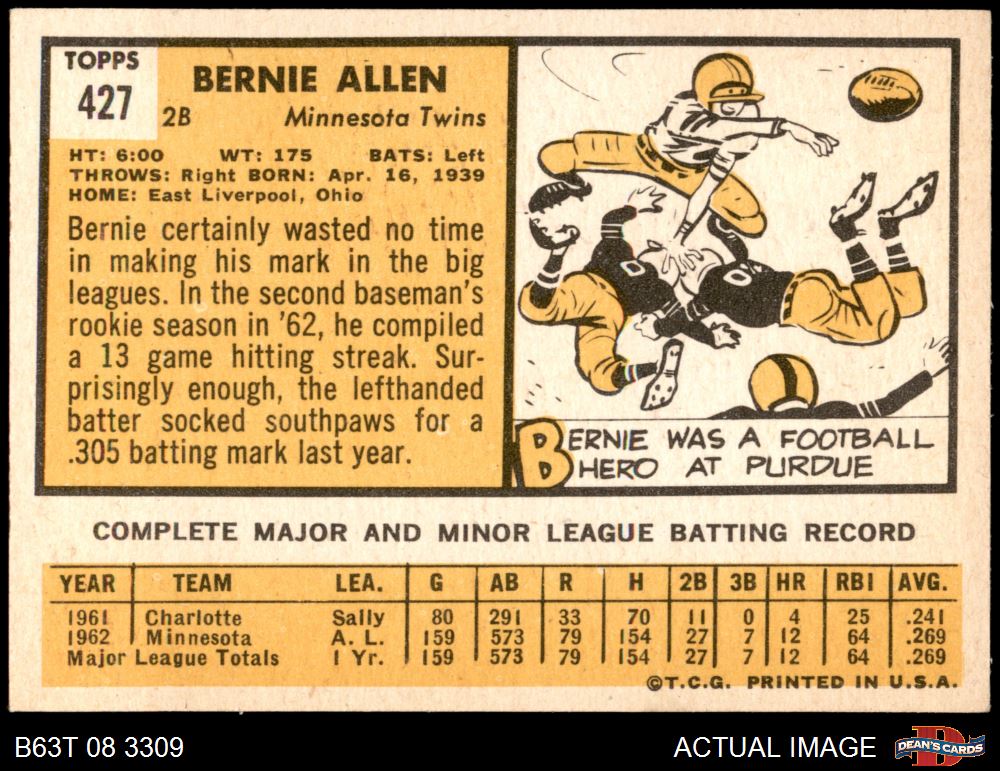 TOPPS
427
BERNIE ALLEN
2B Minnesota Twins
HT: 6:00 WT: 175 BATS: Left
THROWS: Right BORN: Apr. 16, 1939
HOME: East Liverpool, Ohio
Bernie certainly wasted no time
in making his mark in the big
leagues. In the second baseman's
rookie season in '62, he compiled
a 13 game hitting streak. Sur-
prisingly enough, the lefthanded
batter socked southpaws for a
.305 batting mark last year.
0
0
BERNIE WAS A FOOTBALL
HERO AT PURDUE
COMPLETE MAJOR AND MINOR LEAGUE BATTING RECORD
YEAR TEAM LEA. G AB R H 2B 3B HR RBI AVG.
1961 Charlotte Sally 80 291 33 70 11 0 4 25 .241
1962 Minnesota A. L. 159 573 79 154 27 7 12 64 .269
Major League Totals 1 Yr. 159 573 79 154 27 7 12 64 .269
©T.C.G. PRINTED IN U.S.A.
B63T 08 3309 ACTUAL IMAGE D DEAN'S CARDS